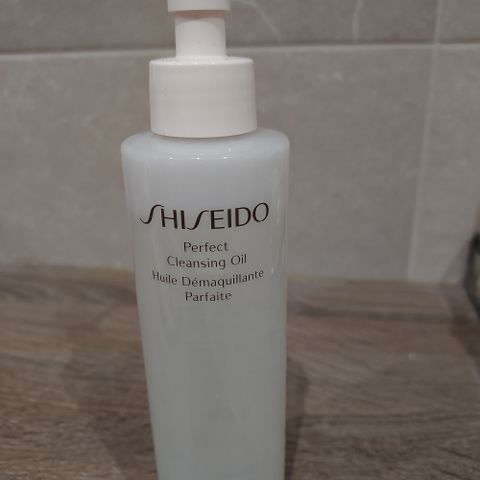 SHISEIDO
Perfect
Cleansing Oil
Huile Démaquillante
Parfaite